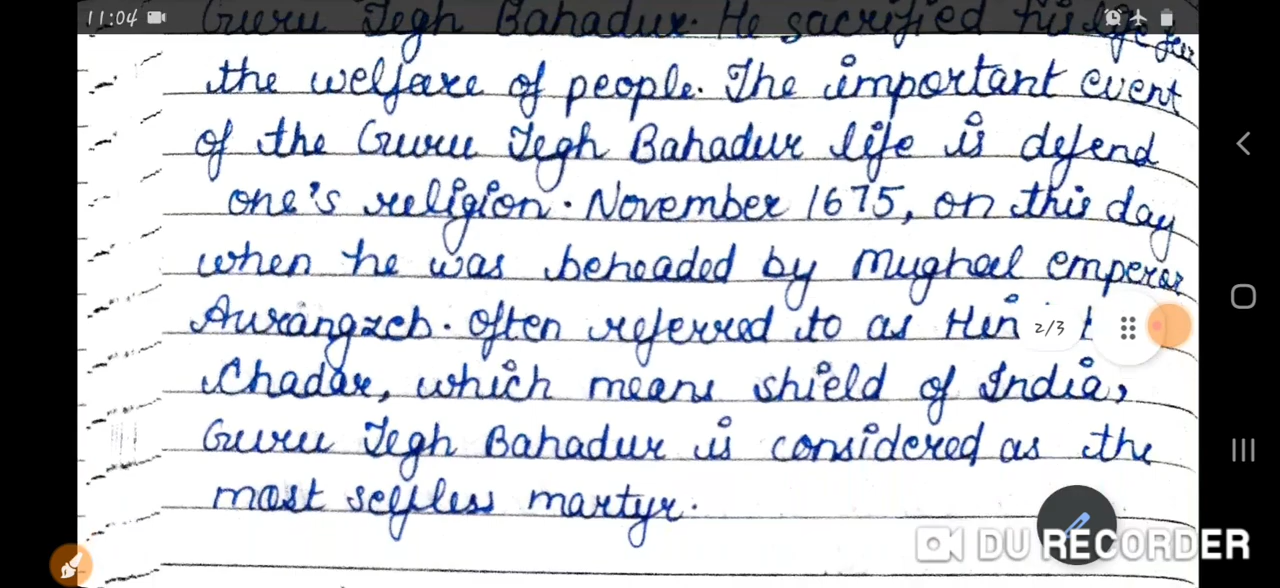 11:04
Guru Tegh Bahadur. He sacrified his life for
the welfare of people. The important event
of the Guru Tegh Bahadur life is defend
one's religion. November 1675, on this day
when he was beheaded by Mughal emperor
Aurangzeb. Often referred to as Hin
2/3
Chadar, which means shield of India,
Guru Tegh Bahadur is considered as the
most selfless martyr.
DU RECORDER